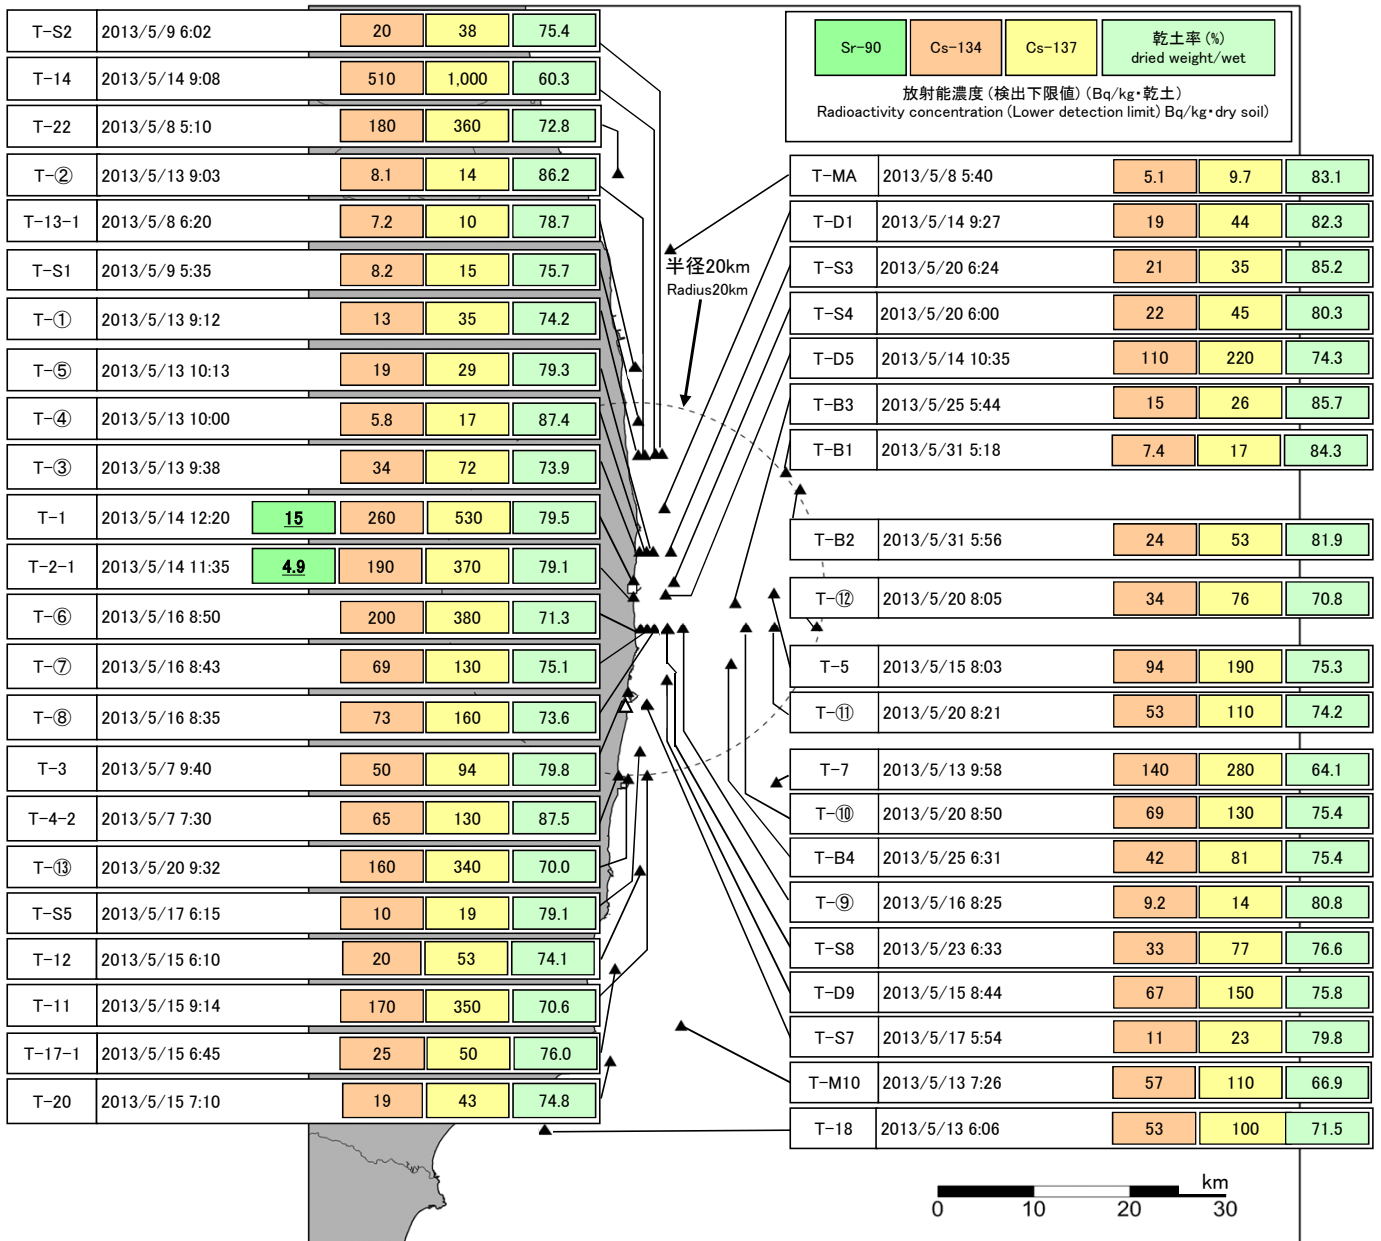 T-S2 2013/5/9 6:02 20 38 75.4
T-14 2013/5/14 9:08 510 1,000 60.3
T-22 2013/5/8 5:10 180 360 72.8
T-② 2013/5/13 9:03 8.1 14 86.2
T-13-1 2013/5/8 6:20 7.2 10 78.7
T-S1 2013/5/9 5:35 8.2 15 75.7
T-① 2013/5/13 9:12 13 35 74.2
T-⑤ 2013/5/13 10:13 19 29 79.3
T-④ 2013/5/13 10:00 5.8 17 87.4
T-③ 2013/5/13 9:38 34 72 73.9
T-1 2013/5/14 12:20 15 260 530 79.5
T-2-1 2013/5/14 11:35 4.9 190 370 79.1
T-⑥ 2013/5/16 8:50 200 380 71.3
T-⑦ 2013/5/16 8:43 69 130 75.1
T-⑧ 2013/5/16 8:35 73 160 73.6
T-3 2013/5/7 9:40 50 94 79.8
T-4-2 2013/5/7 7:30 65 130 87.5
T-⑬ 2013/5/20 9:32 160 340 70.0
T-S5 2013/5/17 6:15 10 19 79.1
T-12 2013/5/15 6:10 20 53 74.1
T-11 2013/5/15 9:14 170 350 70.6
T-17-1 2013/5/15 6:45 25 50 76.0
T-20 2013/5/15 7:10 19 43 74.8
Sr-90 Cs-134 Cs-137 乾土率(%)
dried weight/wet
放射能濃度(検出下限値)(Bq/kg・乾土)
Radioactivity concentration(Lower detection limit) Bq/kg・dry soil)
半径20km
Radius20km
T-MA 2013/5/8 5:40 5.1 9.7 83.1
T-D1 2013/5/14 9:27 19 44 82.3
T-S3 2013/5/20 6:24 21 35 85.2
T-S4 2013/5/20 6:00 22 45 80.3
T-D5 2013/5/14 10:35 110 220 74.3
T-B3 2013/5/25 5:44 15 26 85.7
T-B1 2013/5/31 5:18 7.4 17 84.3
T-B2 2013/5/31 5:56 24 53 81.9
T-⑫ 2013/5/20 8:05 34 76 70.8
T-5 2013/5/15 8:03 94 190 75.3
T-⑪ 2013/5/20 8:21 53 110 74.2
T-7 2013/5/13 9:58 140 280 64.1
T-⑩ 2013/5/20 8:50 69 130 75.4
T-B4 2013/5/25 6:31 42 81 75.4
T-⑨ 2013/5/16 8:25 9.2 14 80.8
T-S8 2013/5/23 6:33 33 77 76.6
T-D9 2013/5/15 8:44 67 150 75.8
T-S7 2013/5/17 5:54 11 23 79.8
T-M10 2013/5/13 7:26 57 110 66.9
T-18 2013/5/13 6:06 53 100 71.5
km
0 10 20 30